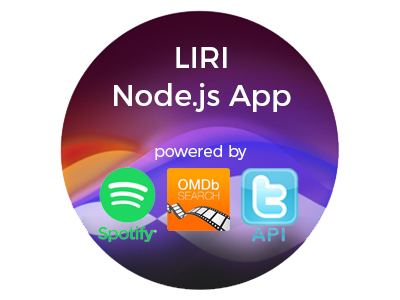 LIRI
Node.js App
powered by
OMDb
SEARCH
Spotify
API